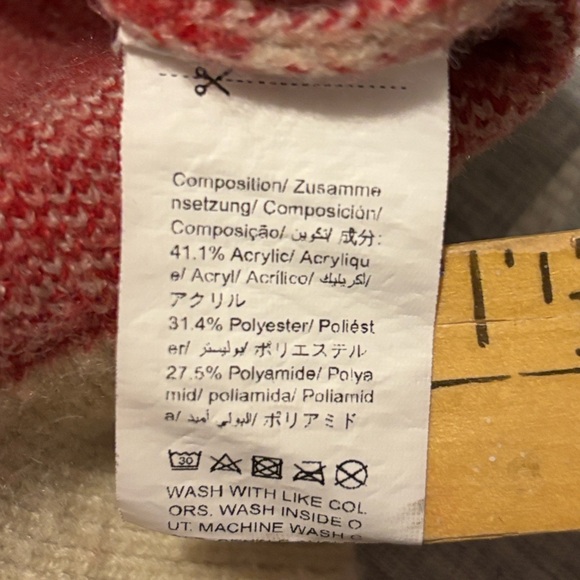 Composition/ Zusamme
nsetzung/ Composición/
Composição/ تكوين/ 成分:
41.1% Acrylic/ Acryliqu
e/ Acryl/ Acrílico/ اكريليك/
アクリル
31.4% Polyester/ Poliést
er/ بوليستر/ ポリエステル
27.5% Polyamide/ Polya
mid/ poliamida/ Poliamid
a/ البولي أميد/ ポリアミド
30
WASH WITH LIKE COL
ORS. WASH INSIDE O
UT. MACHINE WASH